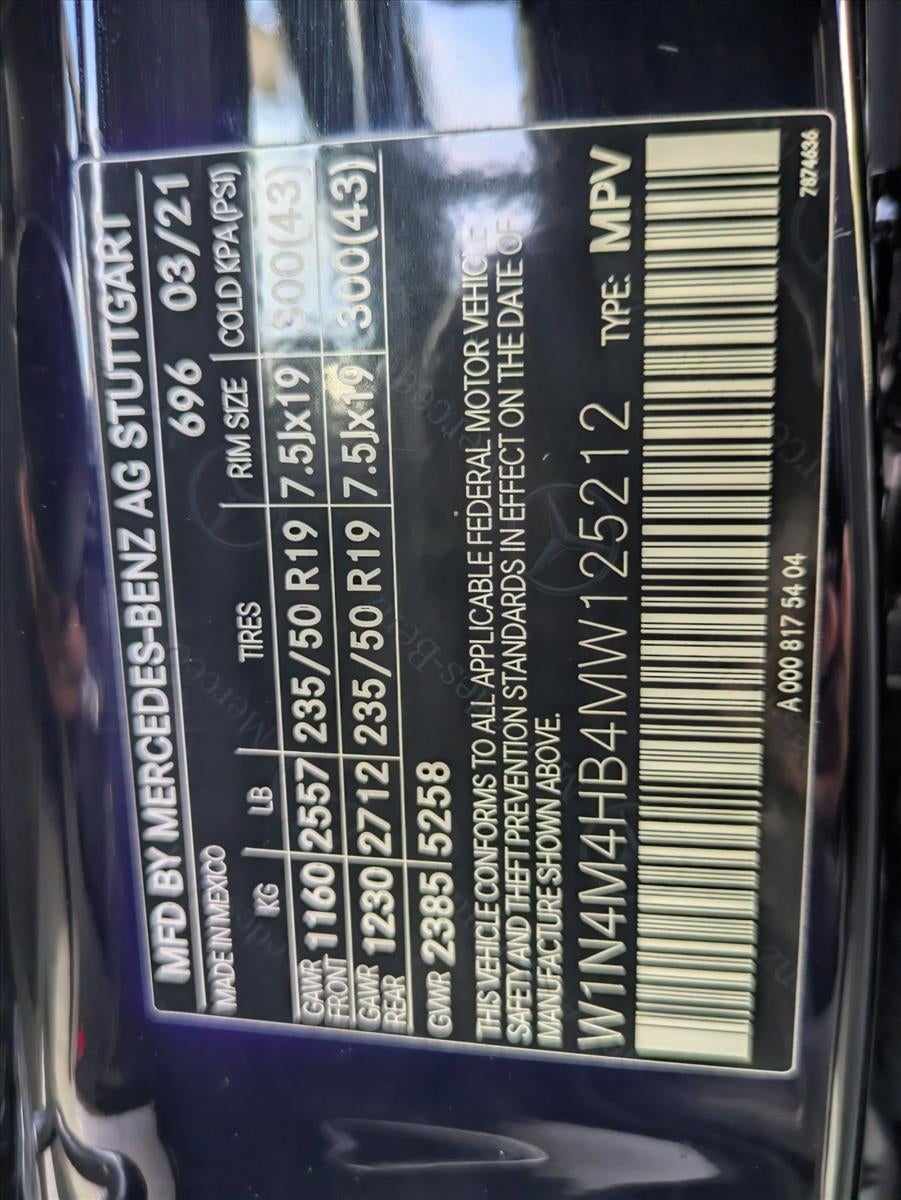 MFD BY MERCEDES-BENZ AG STUTTGART
MADE IN MEXICO 696 03/21
KG LB TIRES RIM SIZE COLD KPA(PSI)
GAWR FRONT 1160 2557 235/50 R19 7.5Jx19 300(43)
GAWR REAR 1230 2712 235/50 R19 7.5Jx19 300(43)
GWR 2385 5258
THIS VEHICLE CONFORMS TO ALL APPLICABLE FEDERAL MOTOR VEHICLE
SAFETY AND THEFT PREVENTION STANDARDS IN EFFECT ON THE DATE OF
MANUFACTURE SHOWN ABOVE.
W1N4M4HB4MW125212 TYPE: MPV
A 000 817 54 04 7874636